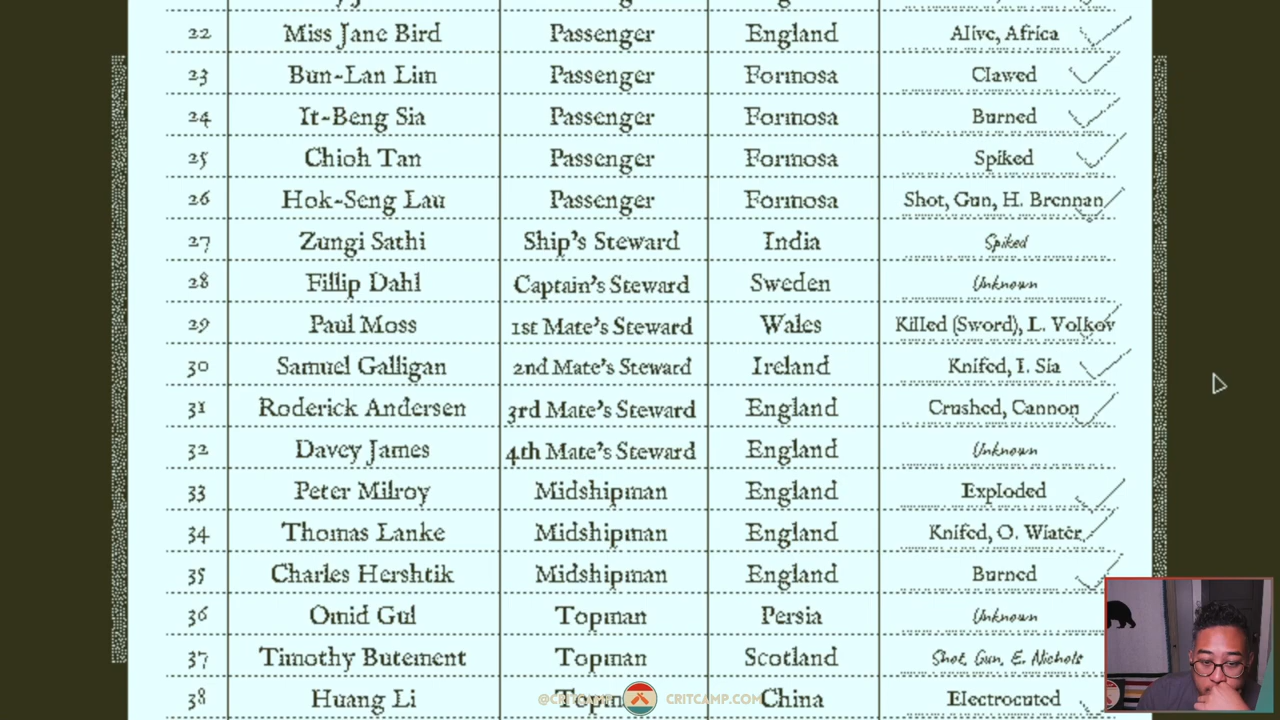 22 Miss Jane Bird Passenger England Alive, Africa
23 Bun-Lan Lim Passenger Formosa Clawed
24 It-Beng Sia Passenger Formosa Burned
25 Chioh Tan Passenger Formosa Spiked
26 Hok-Seng Lau Passenger Formosa Shot, Gun, H. Brennan
27 Zungi Sathi Ship's Steward India Spiked
28 Fillip Dahl Captain's Steward Sweden Unknown
29 Paul Moss 1st Mate's Steward Wales Killed (Sword), L. Volkov
30 Samuel Galligan 2nd Mate's Steward Ireland Knifed, I. Sia
31 Roderick Andersen 3rd Mate's Steward England Crushed, Cannon
32 Davey James 4th Mate's Steward England Unknown
33 Peter Milroy Midshipman England Exploded
34 Thomas Lanke Midshipman England Knifed, O. Wiater
35 Charles Hershtik Midshipman England Burned
36 Omid Gul Topman Persia Unknown
37 Timothy Butement Topman Scotland Shot, Gun, E. Nichols
38 Huang Li Topman China Electrocuted
@CRITCAMP CRITCAMP.COM